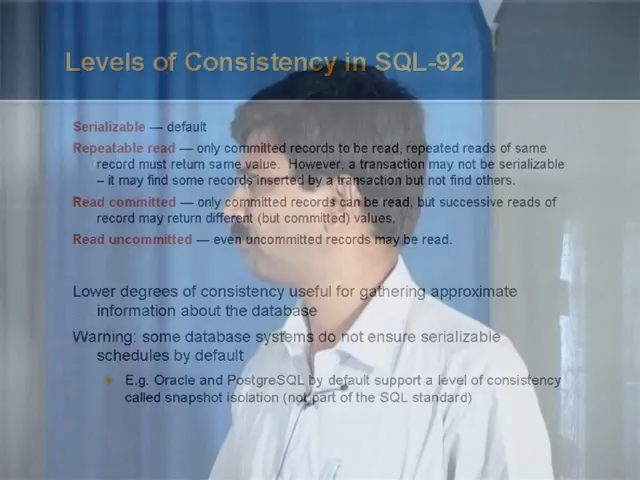 Levels of Consistency in SQL-92
Serializable — default
Repeatable read — only committed records to be read, repeated reads of same
record must return same value. However, a transaction may not be serializable
– it may find some records inserted by a transaction but not find others.
Read committed — only committed records can be read, but successive reads of
record may return different (but committed) values.
Read uncommitted — even uncommitted records may be read.
Lower degrees of consistency useful for gathering approximate
information about the database
Warning: some database systems do not ensure serializable
schedules by default
E.g. Oracle and PostgreSQL by default support a level of consistency
called snapshot isolation (not part of the SQL standard)